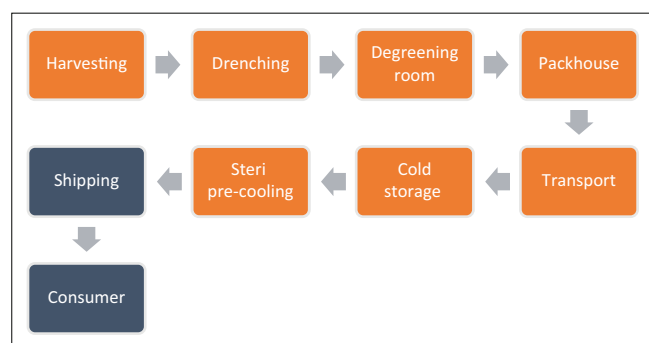 Harvesting
Drenching
Degreening
room
Packhouse
Transport
Cold
storage
Steri
pre-cooling
Shipping
Consumer